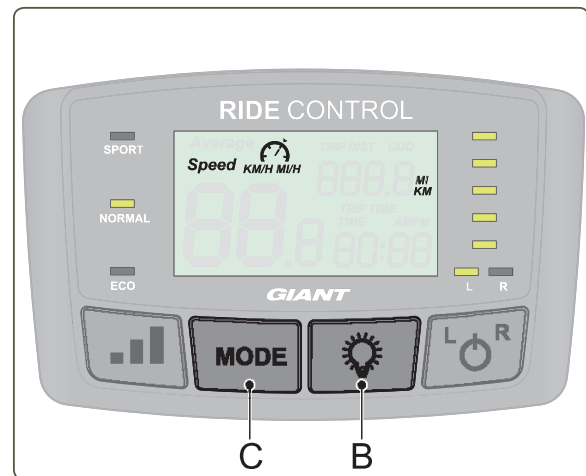 RIDE CONTROL
SPORT
NORMAL
ECO
Average
TRIP DIST ODO
Speed KM/H MI/H
888.8 MI
KM
TRIP TIME
TIME AMPM
88.8 80:88
L R
GIANT
MODE
L R
C B